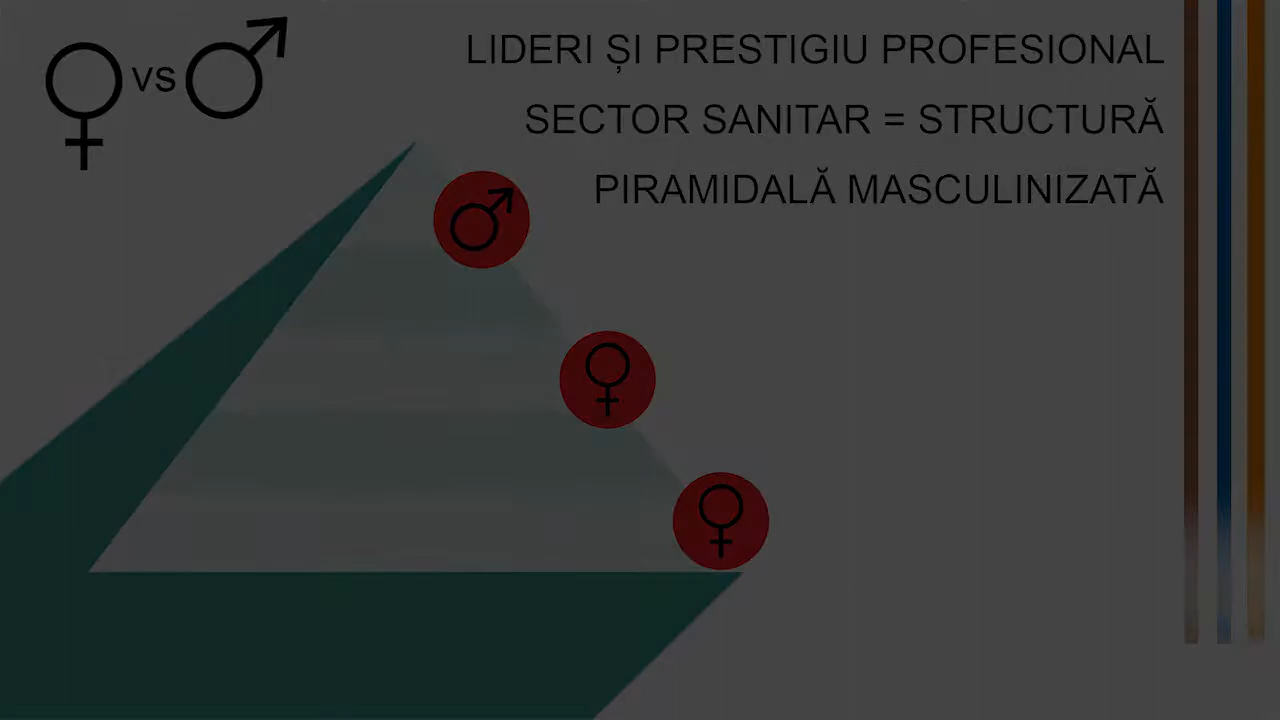 VS
LIDERI ȘI PRESTIGIU PROFESIONAL
SECTOR SANITAR = STRUCTURĂ
PIRAMIDALĂ MASCULINIZATĂ